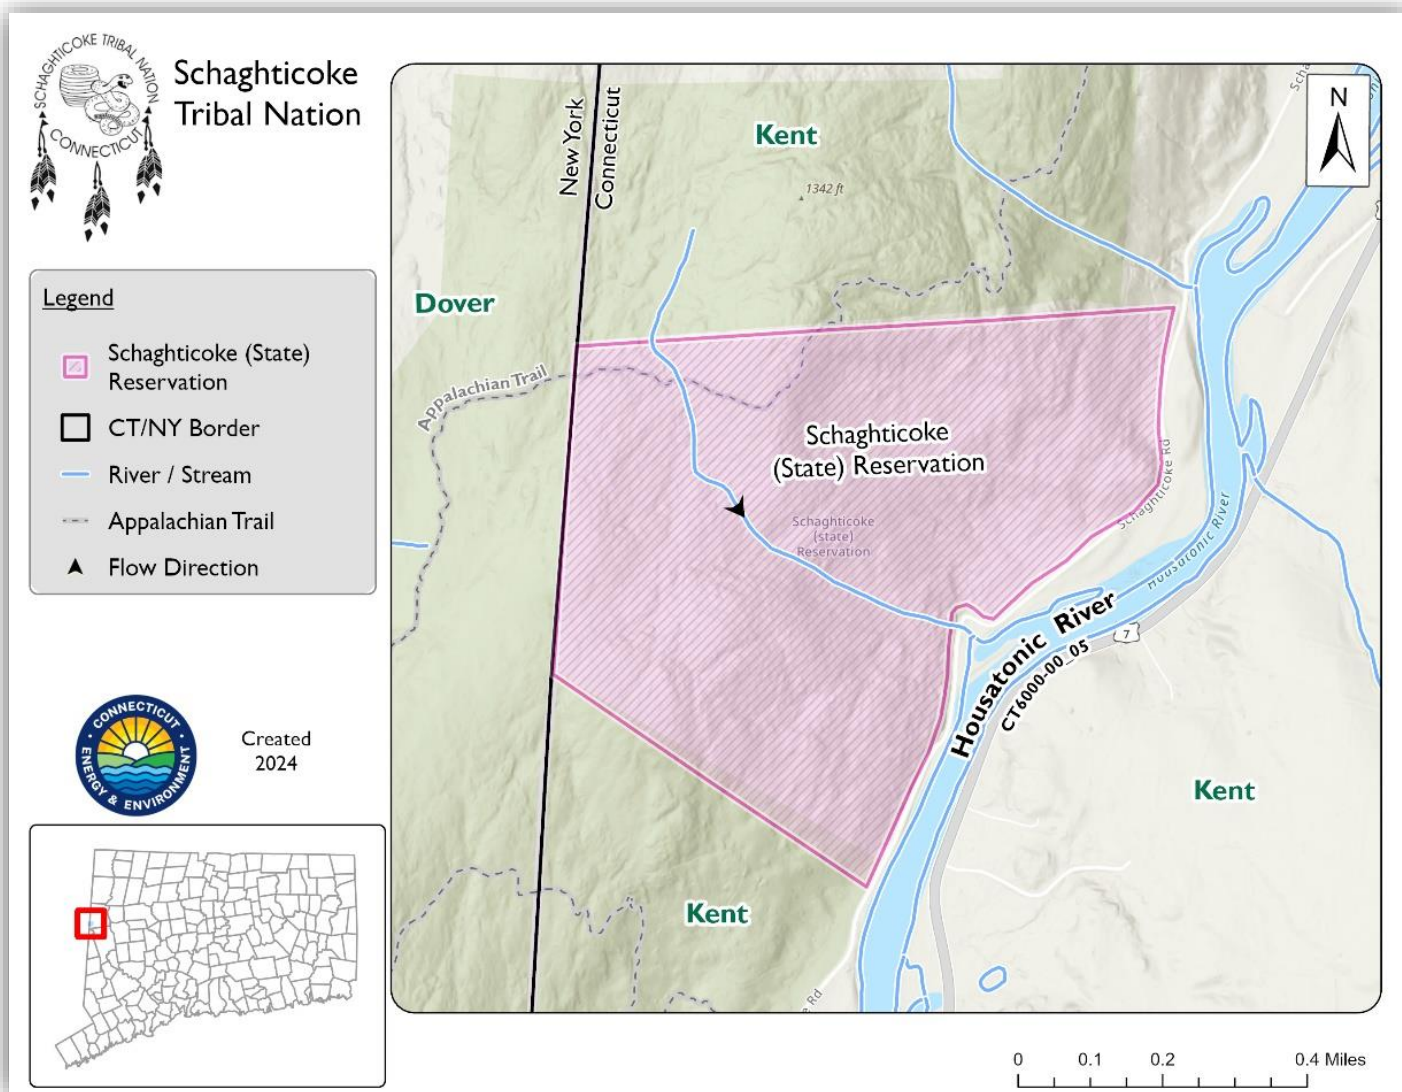 SCHAGHTICOKE TRIBAL NATION
CONNECTICUT
Schaghticoke
Tribal Nation
Legend
Schaghticoke (State)
Reservation
CT/NY Border
River / Stream
Appalachian Trail
Flow Direction
CONNECTICUT
ENERGY & ENVIRONMENT
Created
2024
New York
Connecticut
Kent
1342 ft
N
Dover
Appalachian Trail
Schaghticoke
(State) Reservation
Schaghticoke
(state)
Reservation
Schaghticoke Rd
Housatonic River
Housatonic River
CT6000-00_05
7
Kent
Kent
0 0.1 0.2 0.4 Miles